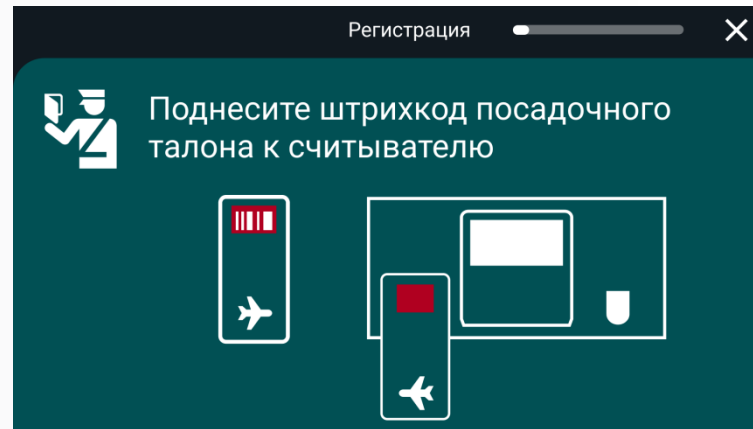 Регистрация
Поднесите штрихкод посадочного
талона к считывателю